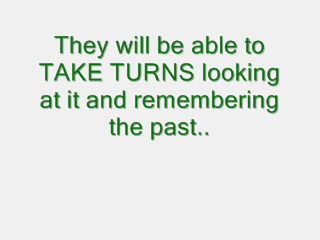 They will be able to
TAKE TURNS looking
at it and remembering
the past..